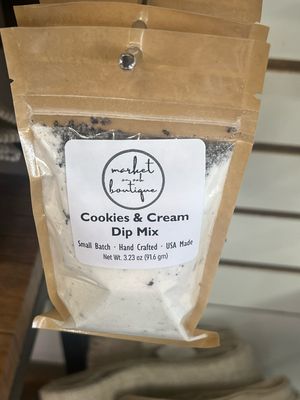 market
boutique
Cookies & Cream
Dip Mix
Small Batch · Hand Crafted · USA Made
Net Wt. 3.23 oz (91.6 gm)